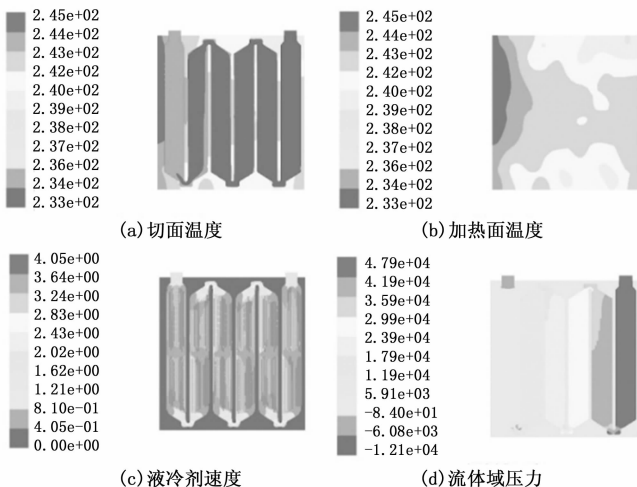 2.45e+02
2.44e+02
2.43e+02
2.42e+02
2.40e+02
2.39e+02
2.38e+02
2.37e+02
2.36e+02
2.34e+02
2.33e+02
(a)切面温度
2.45e+02
2.44e+02
2.43e+02
2.42e+02
2.40e+02
2.39e+02
2.38e+02
2.37e+02
2.36e+02
2.34e+02
2.33e+02
(b)加热面温度
4.05e+00
3.64e+00
3.24e+00
2.83e+00
2.43e+00
2.02e+00
1.62e+00
1.21e+00
8.10e-01
4.05e-01
0.00e+00
(c)液冷剂速度
4.79e+04
4.19e+04
3.59e+04
2.99e+04
2.39e+04
1.79e+04
1.19e+04
5.91e+03
-8.40e+01
-6.08e+03
-1.21e+04
(d)流体域压力